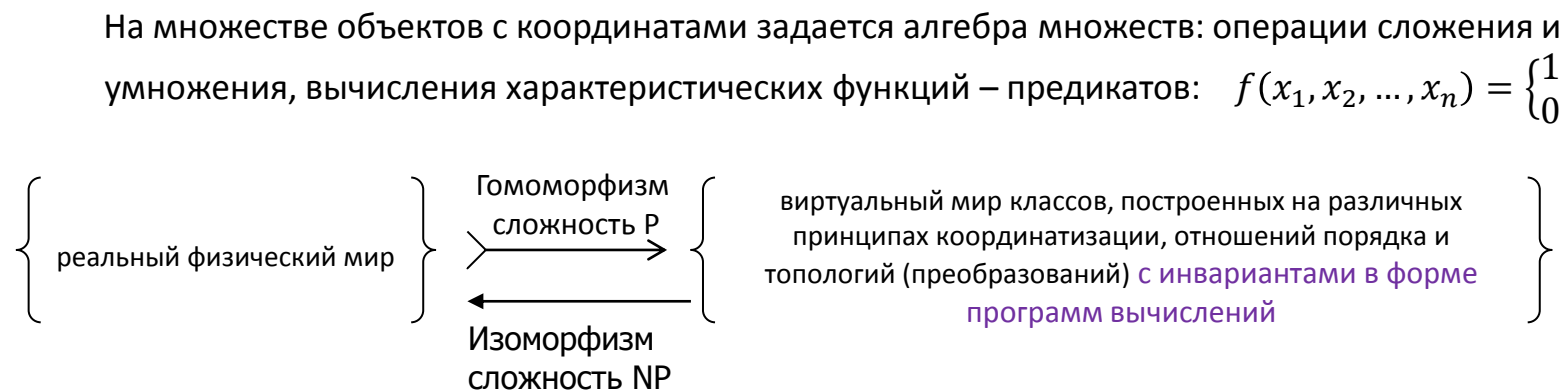 На множестве объектов с координатами задается алгебра множеств: операции сложения и
умножения, вычисления характеристических функций – предикатов: f(x₁, x₂, … , xₙ) = {1
0
Гомоморфизм
сложность P
реальный физический мир
виртуальный мир классов, построенных на различных
принципах координатизации, отношений порядка и
топологий (преобразований) с инвариантами в форме
программ вычислений
Изоморфизм
сложность NP